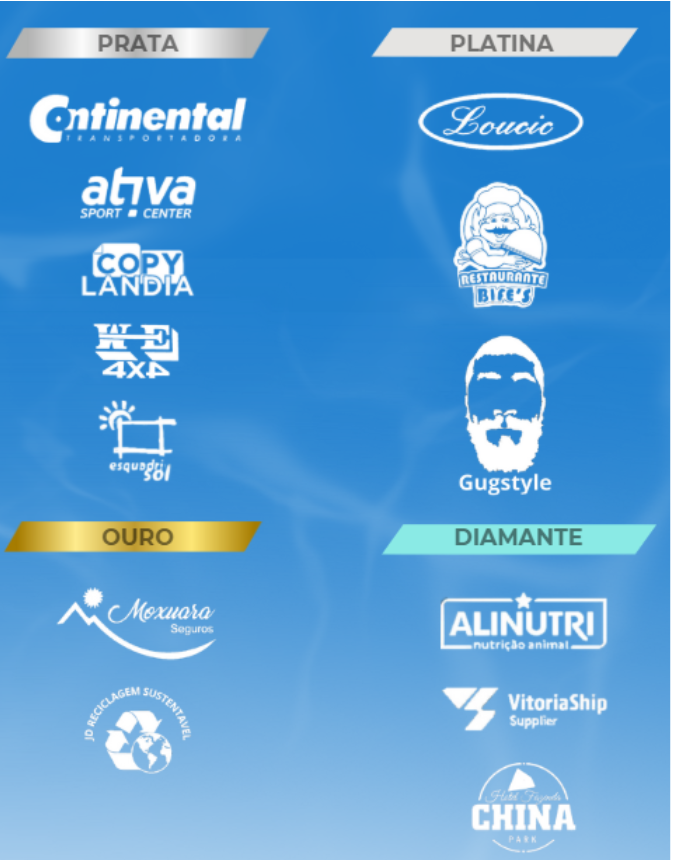 PRATA
Continental
TRANSPORTADORA
ativa
SPORT CENTER
COPY
LANDIA
WE
4X4
esquadri
sol
PLATINA
Loucic
RESTAURANTE
BIFE'S
Gugstyle
OURO
Moxuara
Seguros
JD RECICLAGEM SUSTENTAVEL
DIAMANTE
ALINUTRI
nutrição animal
VitoriaShip
Supplier
Hotel Fazenda
CHINA
PARK